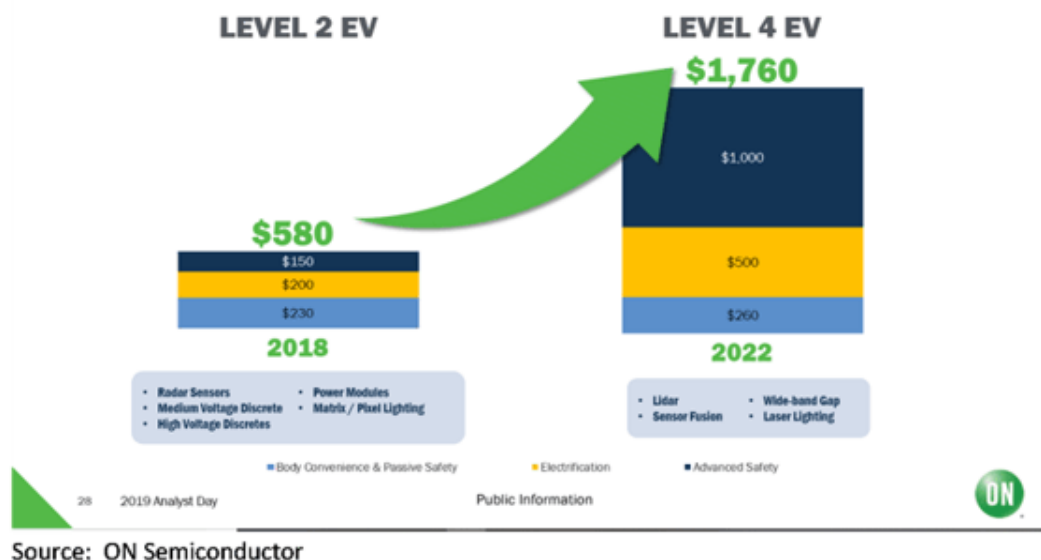 LEVEL 2 EV
LEVEL 4 EV
$1,760
$1,000
$580
$150
$200
$230
$500
$260
2018
2022
• Radar Sensors
• Medium Voltage Discrete
• High Voltage Discretes
• Power Modules
• Matrix / Pixel Lighting
• Lidar
• Sensor Fusion
• Wide-band Gap
• Laser Lighting
Body Convenience & Passive Safety
Electrification
Advanced Safety
28
2019 Analyst Day
Public Information
ON
Source: ON Semiconductor